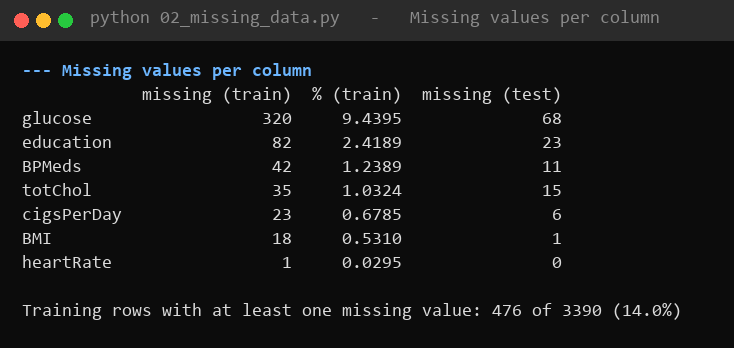 python 02_missing_data.py   -   Missing values per column
--- Missing values per column
            missing (train)  % (train)  missing (test)
glucose                 320     9.4395              68
education                82     2.4189              23
BPMeds                   42     1.2389              11
totChol                  35     1.0324              15
cigsPerDay               23     0.6785               6
BMI                      18     0.5310               1
heartRate                 1     0.0295               0
Training rows with at least one missing value: 476 of 3390 (14.0%)